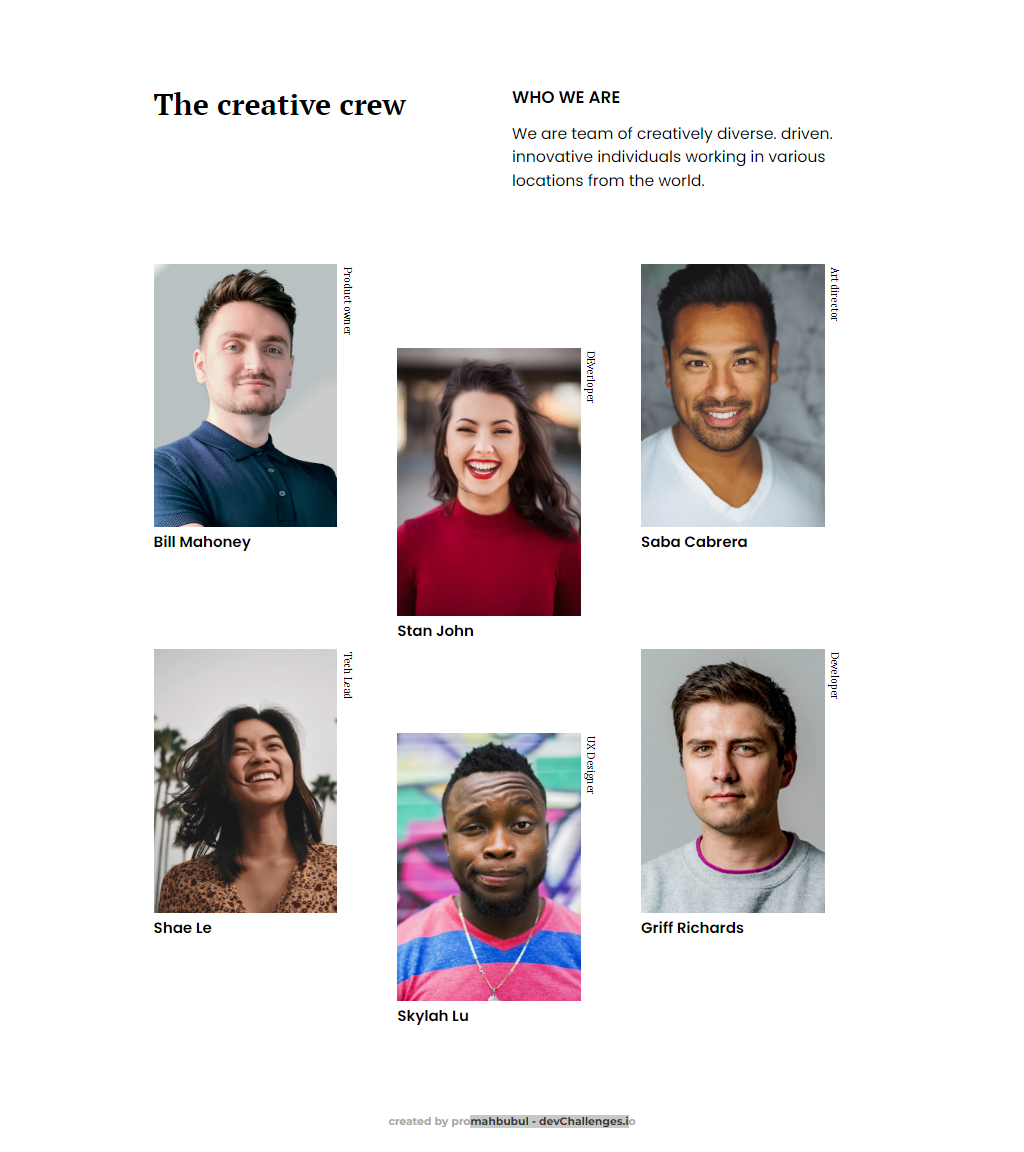 The creative crew
WHO WE ARE
We are team of creatively diverse. driven.
innovative individuals working in various
locations from the world.
Product owner
Bill Mahoney
DEverloper
Stan John
Art director
Saba Cabrera
Tech Lead
Shae Le
UX Designer
Skylah Lu
Developer
Griff Richards
created by promahbubul - devChallenges.io